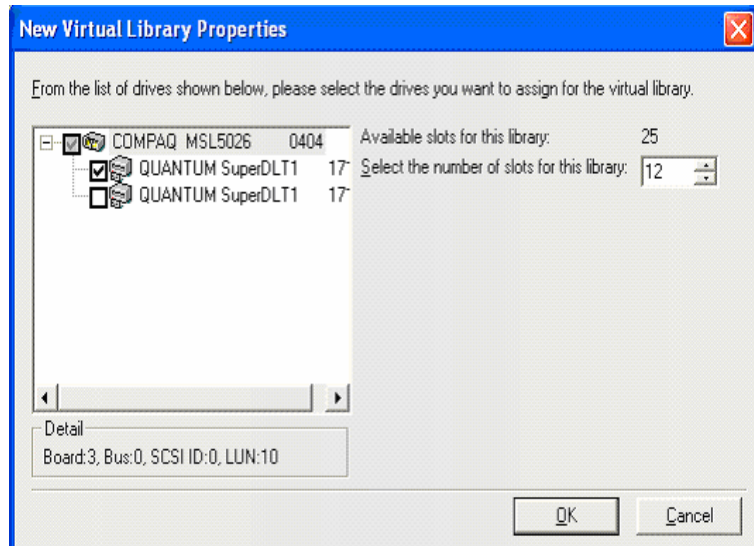 New Virtual Library Properties
From the list of drives shown below, please select the drives you want to assign for the virtual library.
COMPAQ MSL5026 0404
QUANTUM SuperDLT1 17
QUANTUM SuperDLT1 17
Available slots for this library: 25
Select the number of slots for this library: 12
Detail
Board:3, Bus:0, SCSI ID:0, LUN:10
OK
Cancel